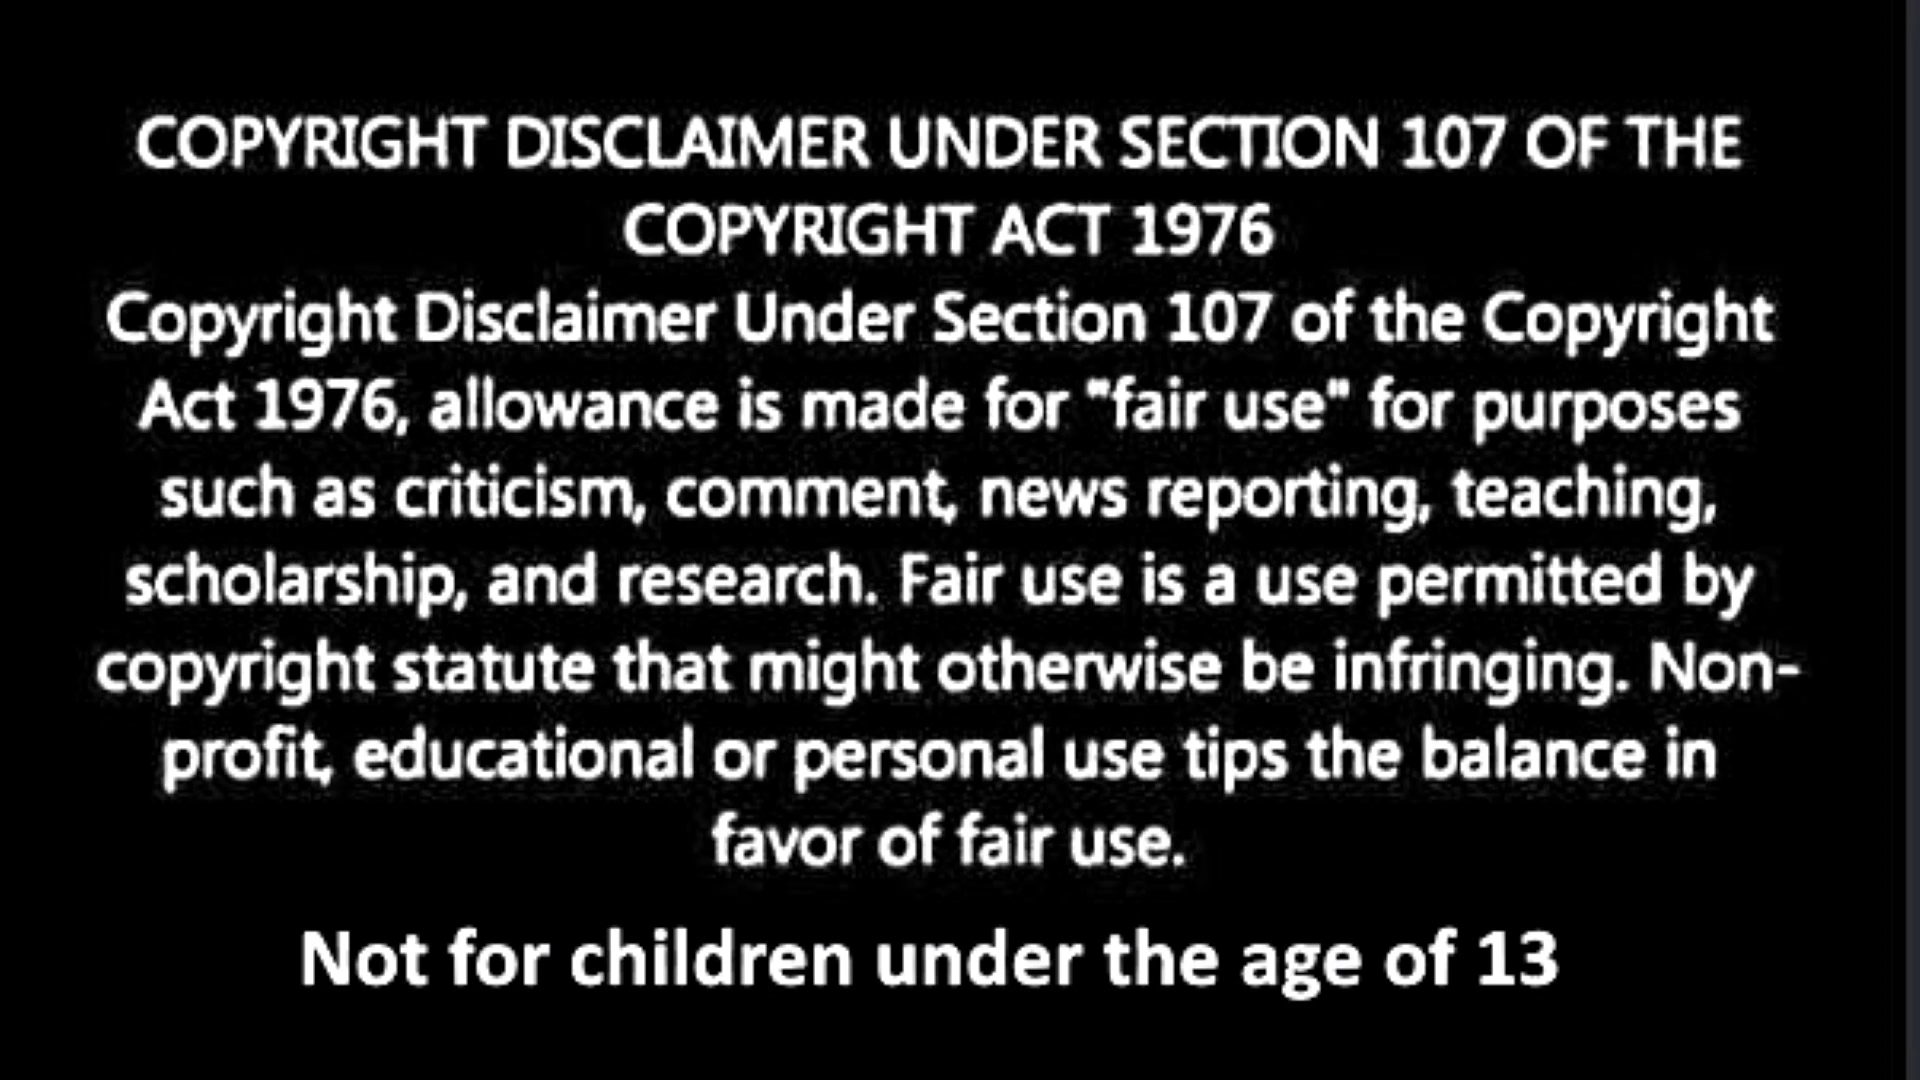 COPYRIGHT DISCLAIMER UNDER SECTION 107 OF THE
COPYRIGHT ACT 1976
Copyright Disclaimer Under Section 107 of the Copyright
Act 1976, allowance is made for "fair use" for purposes
such as criticism, comment, news reporting, teaching,
scholarship, and research. Fair use is a use permitted by
copyright statute that might otherwise be infringing. Non-
profit, educational or personal use tips the balance in
favor of fair use.
Not for children under the age of 13